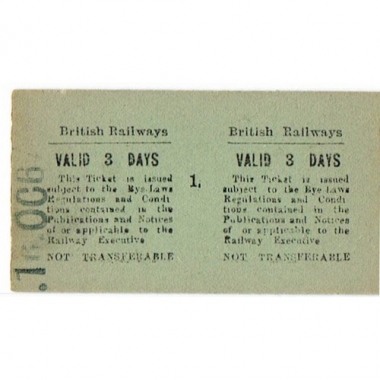 British Railways
VALID 3 DAYS
This Ticket is issued
subject to the Bye-Laws
Regulations and Condi
tions contained in the
Publications and Notices
of or applicable to the
Railway Executive
NOT TRANSFERABLE
1.
British Railways
VALID 3 DAYS
This Ticket is issued
subject to the Bye-Laws
Regulations and Condi
tions contained in the
Publications and Notices
of or applicable to the
Railway Executive
NOT TRANSFERABLE